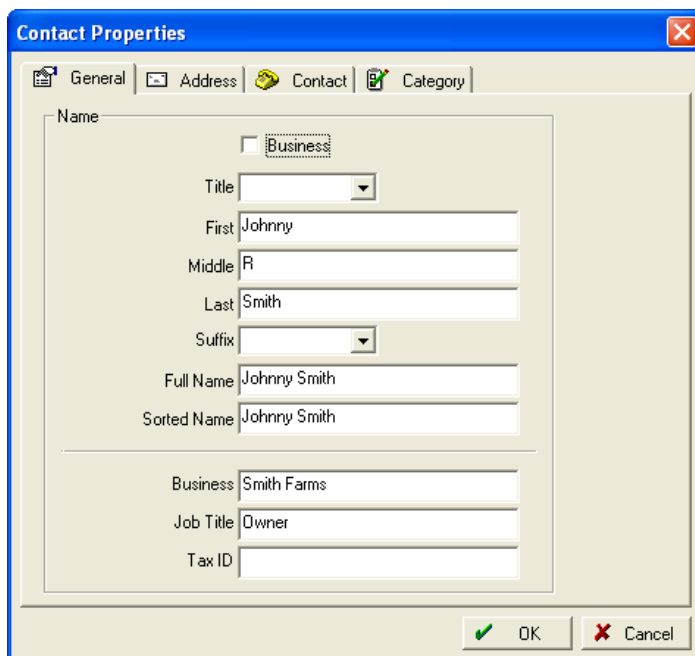 Contact Properties
General Address Contact Category
Name
Business
Title
First Johnny
Middle R
Last Smith
Suffix
Full Name Johnny Smith
Sorted Name Johnny Smith
Business Smith Farms
Job Title Owner
Tax ID
OK Cancel